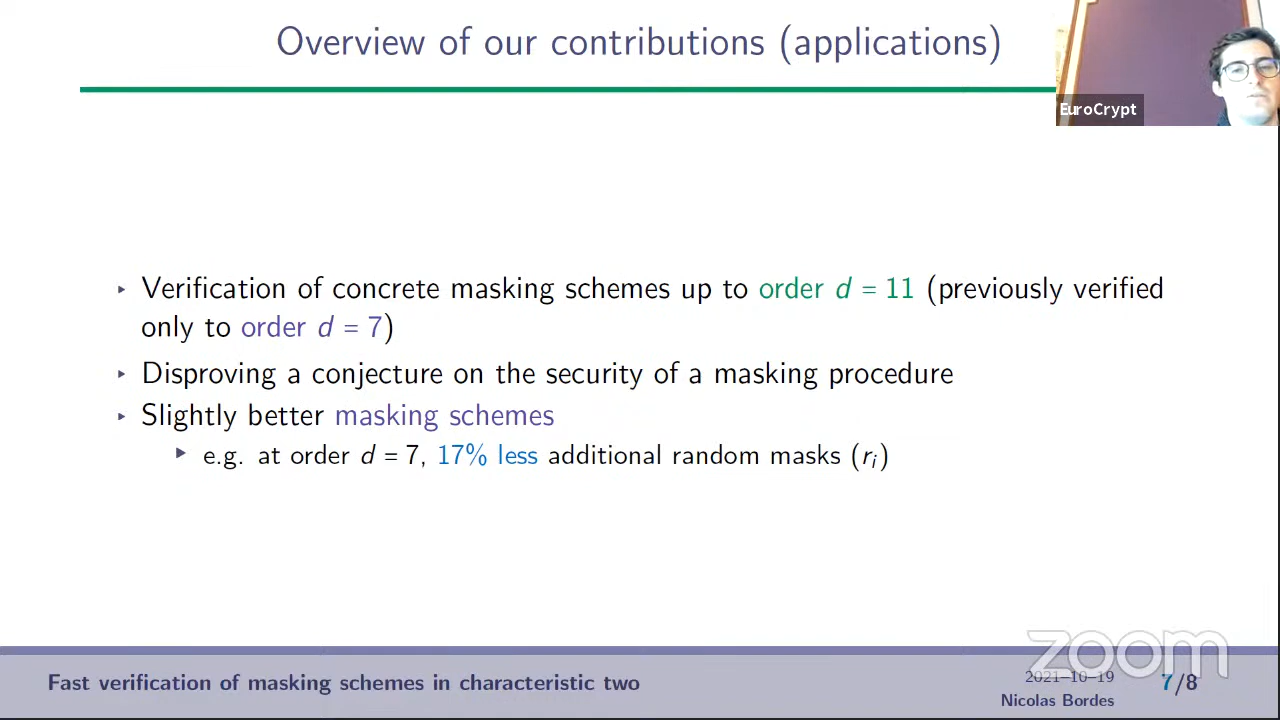 Overview of our contributions (applications)
EuroCrypt
▸ Verification of concrete masking schemes up to order d = 11 (previously verified
only to order d = 7)
▸ Disproving a conjecture on the security of a masking procedure
▸ Slightly better masking schemes
▸ e.g. at order d = 7, 17% less additional random masks (rᵢ)
zoom
Fast verification of masking schemes in characteristic two
2021–10–19
Nicolas Bordes
7/8